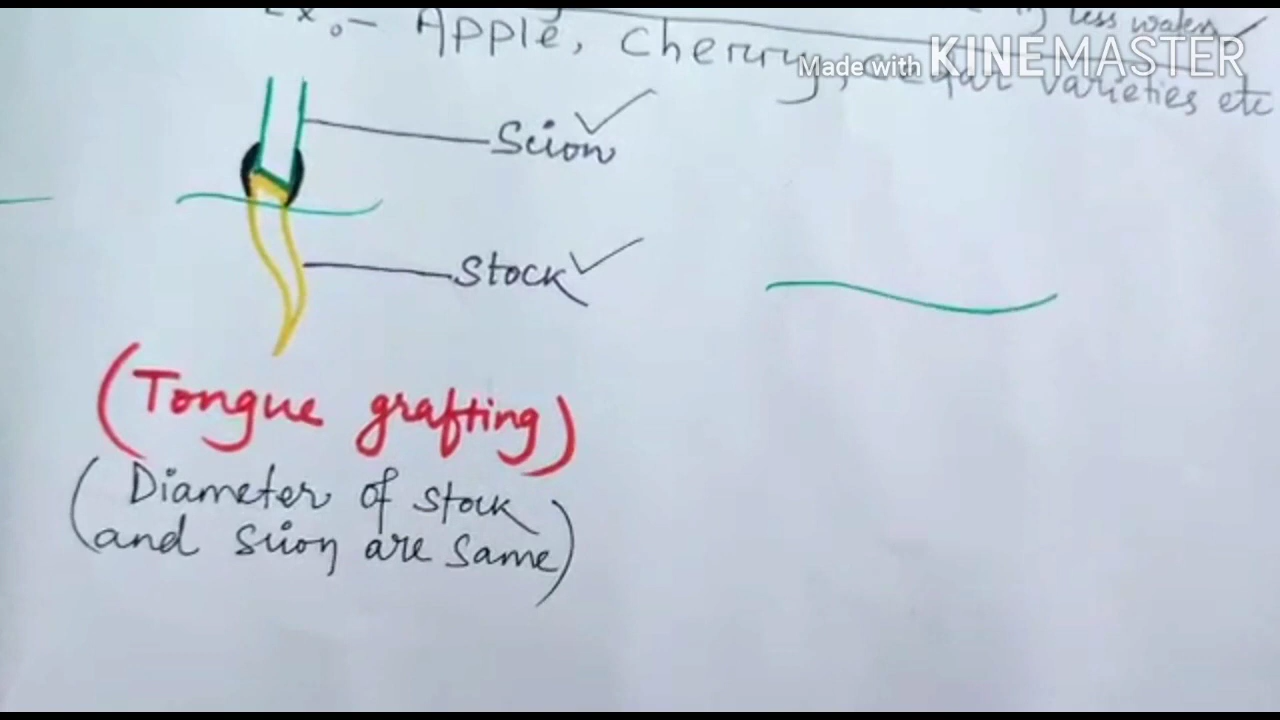 Ex:- Apple, Cherry, cedar varieties etc
less water
Made with KINEMASTER
Scion
Stock
(Tongue grafting)
(Diameter of stock
and scion are same)